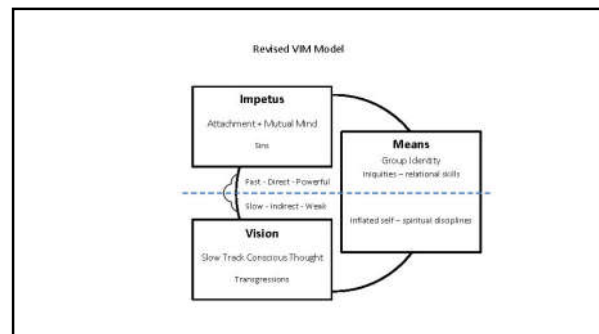 Revised VIM Model
Impetus
Attachment + Mutual Mind
Sins
Fast - Direct - Powerful
Slow - Indirect - Weak
Vision
Slow Track Conscious Thought
Transgressions
Means
Group Identity
Iniquities – relational skills
Inflated self – spiritual disciplines